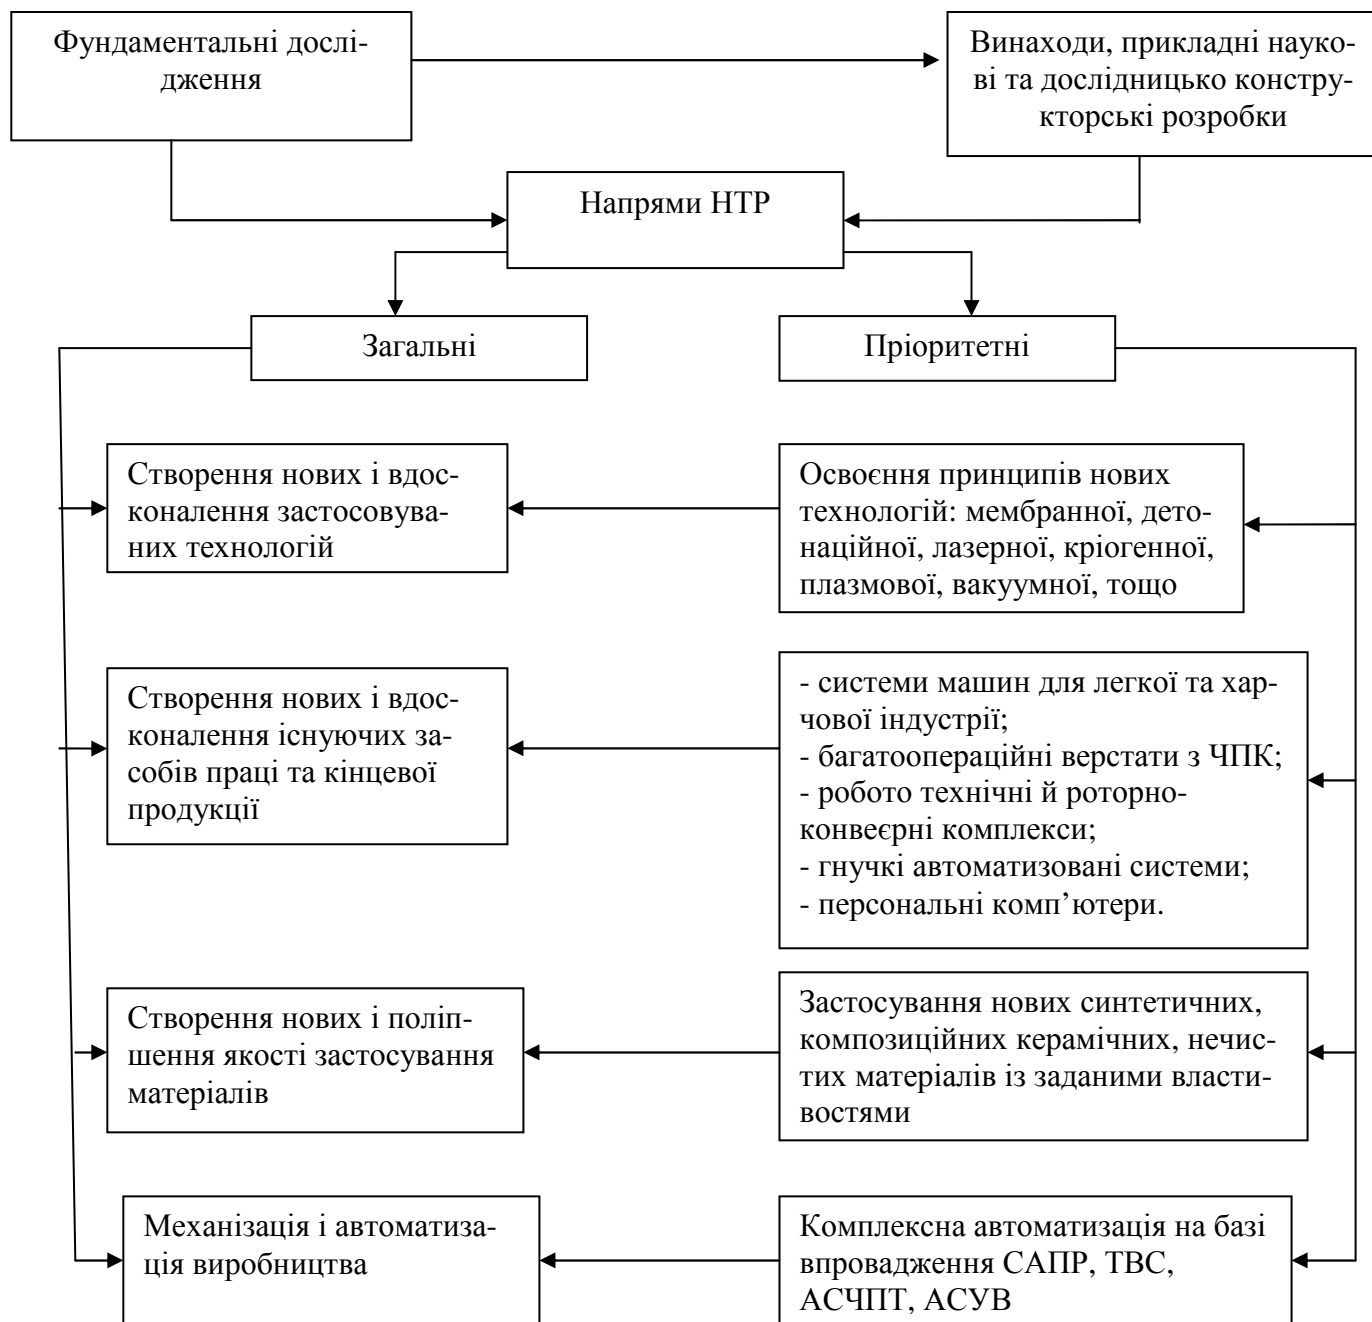 Фундаментальні дослі-
дження
Винаходи, прикладні науко-
ві та дослідницько констру-
кторські розробки
Напрями НТР
Загальні
Пріоритетні
Створення нових і вдос-
коналення застосовува-
них технологій
Освоєння принципів нових
технологій: мембранної, дето-
наційної, лазерної, кріогенної,
плазмової, вакуумної, тощо
Створення нових і вдос-
коналення існуючих за-
собів праці та кінцевої
продукції
- системи машин для легкої та хар-
чової індустрії;
- багатоопераційні верстати з ЧПК;
- робото технічні й роторно-
конвеєрні комплекси;
- гнучкі автоматизовані системи;
- персональні комп’ютери.
Створення нових і поліп-
шення якості застосування
матеріалів
Застосування нових синтетичних,
композиційних керамічних, нечис-
тих матеріалів із заданими власти-
востями
Механізація і автоматиза-
ція виробництва
Комплексна автоматизація на базі
впровадження САПР, ТВС,
АСЧПТ, АСУВ